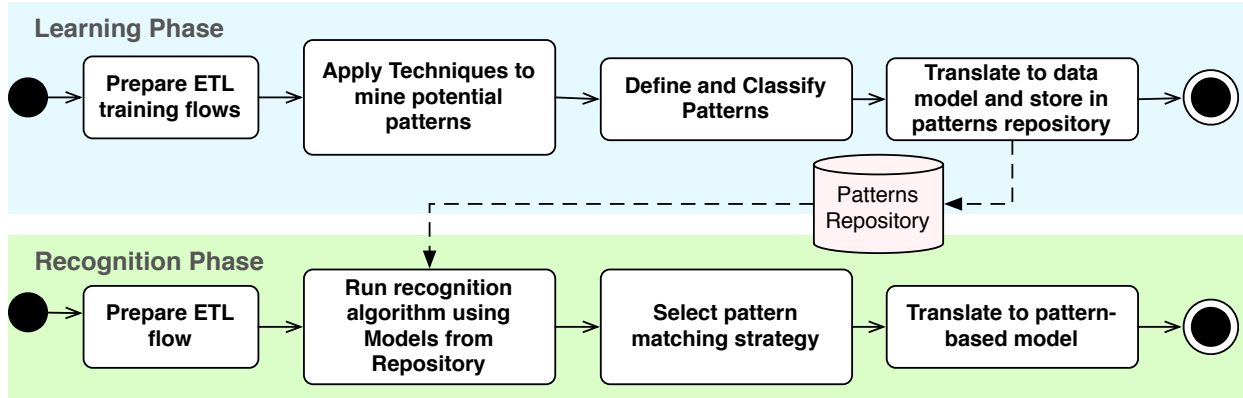 Learning Phase
Prepare ETL
training flows
Apply Techniques to
mine potential
patterns
Define and Classify
Patterns
Translate to data
model and store in
patterns repository
Patterns
Repository
Recognition Phase
Prepare ETL
flow
Run recognition
algorithm using
Models from
Repository
Select pattern
matching strategy
Translate to pattern-
based model